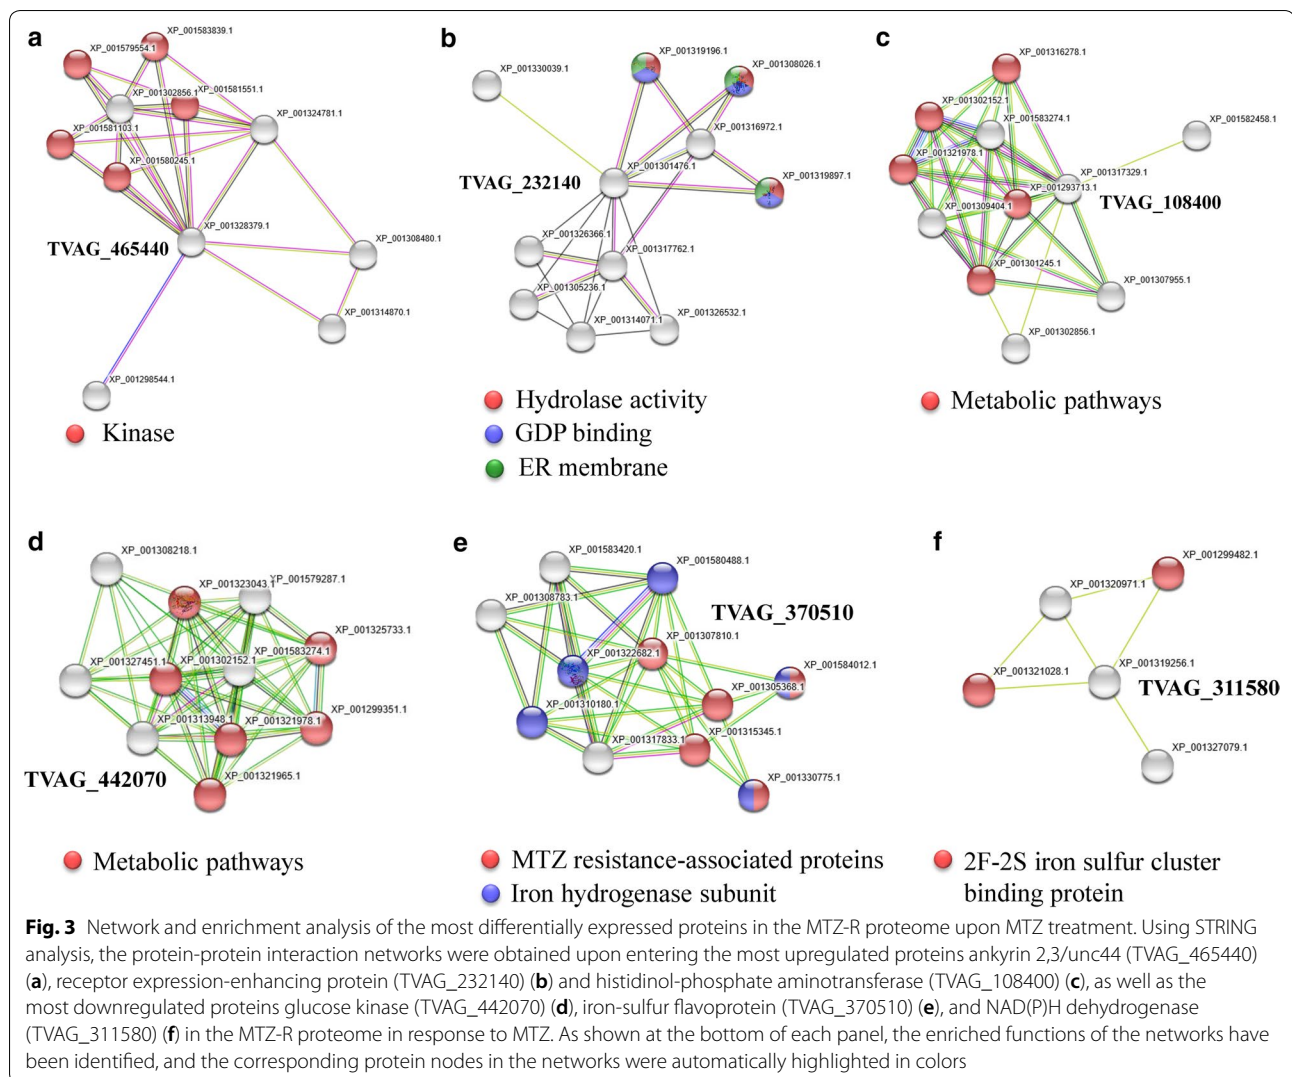 a
XP_001583839.1
XP_001579554.1
XP_001302856.1
XP_001581551.1
XP_001324781.1
XP_001581103.1
XP_001580245.1
XP_001328379.1
TVAG_465440
XP_001308480.1
XP_001314870.1
XP_001298544.1
Kinase
b
XP_001330039.1
XP_001319196.1
XP_001308026.1
XP_001316972.1
XP_001301476.1
TVAG_232140
XP_001319897.1
XP_001326366.1
XP_001317762.1
XP_001305236.1
XP_001314071.1
XP_001326532.1
Hydrolase activity
GDP binding
ER membrane
c
XP_001316278.1
XP_001302152.1
XP_001583274.1
XP_001582458.1
XP_001321978.1
XP_001317329.1
XP_001293713.1
TVAG_108400
XP_001309404.1
XP_001301245.1
XP_001307955.1
XP_001302856.1
Metabolic pathways
d
XP_001308218.1
XP_001323043.1
XP_001579287.1
XP_001325733.1
XP_001583274.1
XP_001327451.1
XP_001302152.1
XP_001299351.1
XP_001313948.1
XP_001321978.1
TVAG_442070
XP_001321965.1
Metabolic pathways
e
XP_001583420.1
XP_001580488.1
XP_001308783.1
TVAG_370510
XP_001307810.1
XP_001322682.1
XP_001584012.1
XP_001305368.1
XP_001310180.1
XP_001315345.1
XP_001317833.1
XP_001330775.1
MTZ resistance-associated proteins
Iron hydrogenase subunit
f
XP_001299482.1
XP_001320971.1
XP_001321028.1
XP_001319256.1
TVAG_311580
XP_001327079.1
2F-2S iron sulfur cluster
binding protein
Fig. 3 Network and enrichment analysis of the most differentially expressed proteins in the MTZ-R proteome upon MTZ treatment. Using STRING
analysis, the protein-protein interaction networks were obtained upon entering the most upregulated proteins ankyrin 2,3/unc44 (TVAG_465440)
(a), receptor expression-enhancing protein (TVAG_232140) (b) and histidinol-phosphate aminotransferase (TVAG_108400) (c), as well as the
most downregulated proteins glucose kinase (TVAG_442070) (d), iron-sulfur flavoprotein (TVAG_370510) (e), and NAD(P)H dehydrogenase
(TVAG_311580) (f) in the MTZ-R proteome in response to MTZ. As shown at the bottom of each panel, the enriched functions of the networks have
been identified, and the corresponding protein nodes in the networks were automatically highlighted in colors